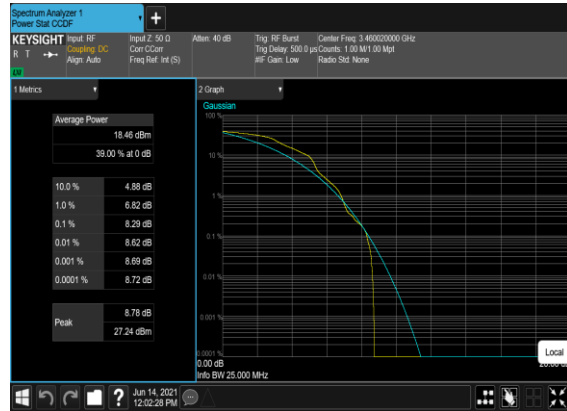 Spectrum Analyzer 1
Power Stat CCDF
KEYSIGHT
R T
LXI
Input: RF
Coupling: DC
Align: Auto
Input Z: 50 Ω
Corr CCorr
Freq Ref: Int (S)
Atten: 40 dB
Trig: RF Burst
Trig Delay: 500.0 µs
#IF Gain: Low
Center Freq: 3.460020000 GHz
Counts: 1.00 M/1.00 Mpt
Radio Std: None
1 Metrics
Average Power
18.46 dBm
39.00 % at 0 dB
10.0 % 4.88 dB
1.0 % 6.82 dB
0.1 % 8.29 dB
0.01 % 8.62 dB
0.001 % 8.69 dB
0.0001 % 8.72 dB
Peak
8.78 dB
27.24 dBm
2 Graph
Gaussian
100 %
10 %
1 %
0.1 %
0.01 %
0.001 %
0.0001 %
0.00 dB
Info BW 25.000 MHz
Local
?
Jun 14, 2021
12:02:28 PM